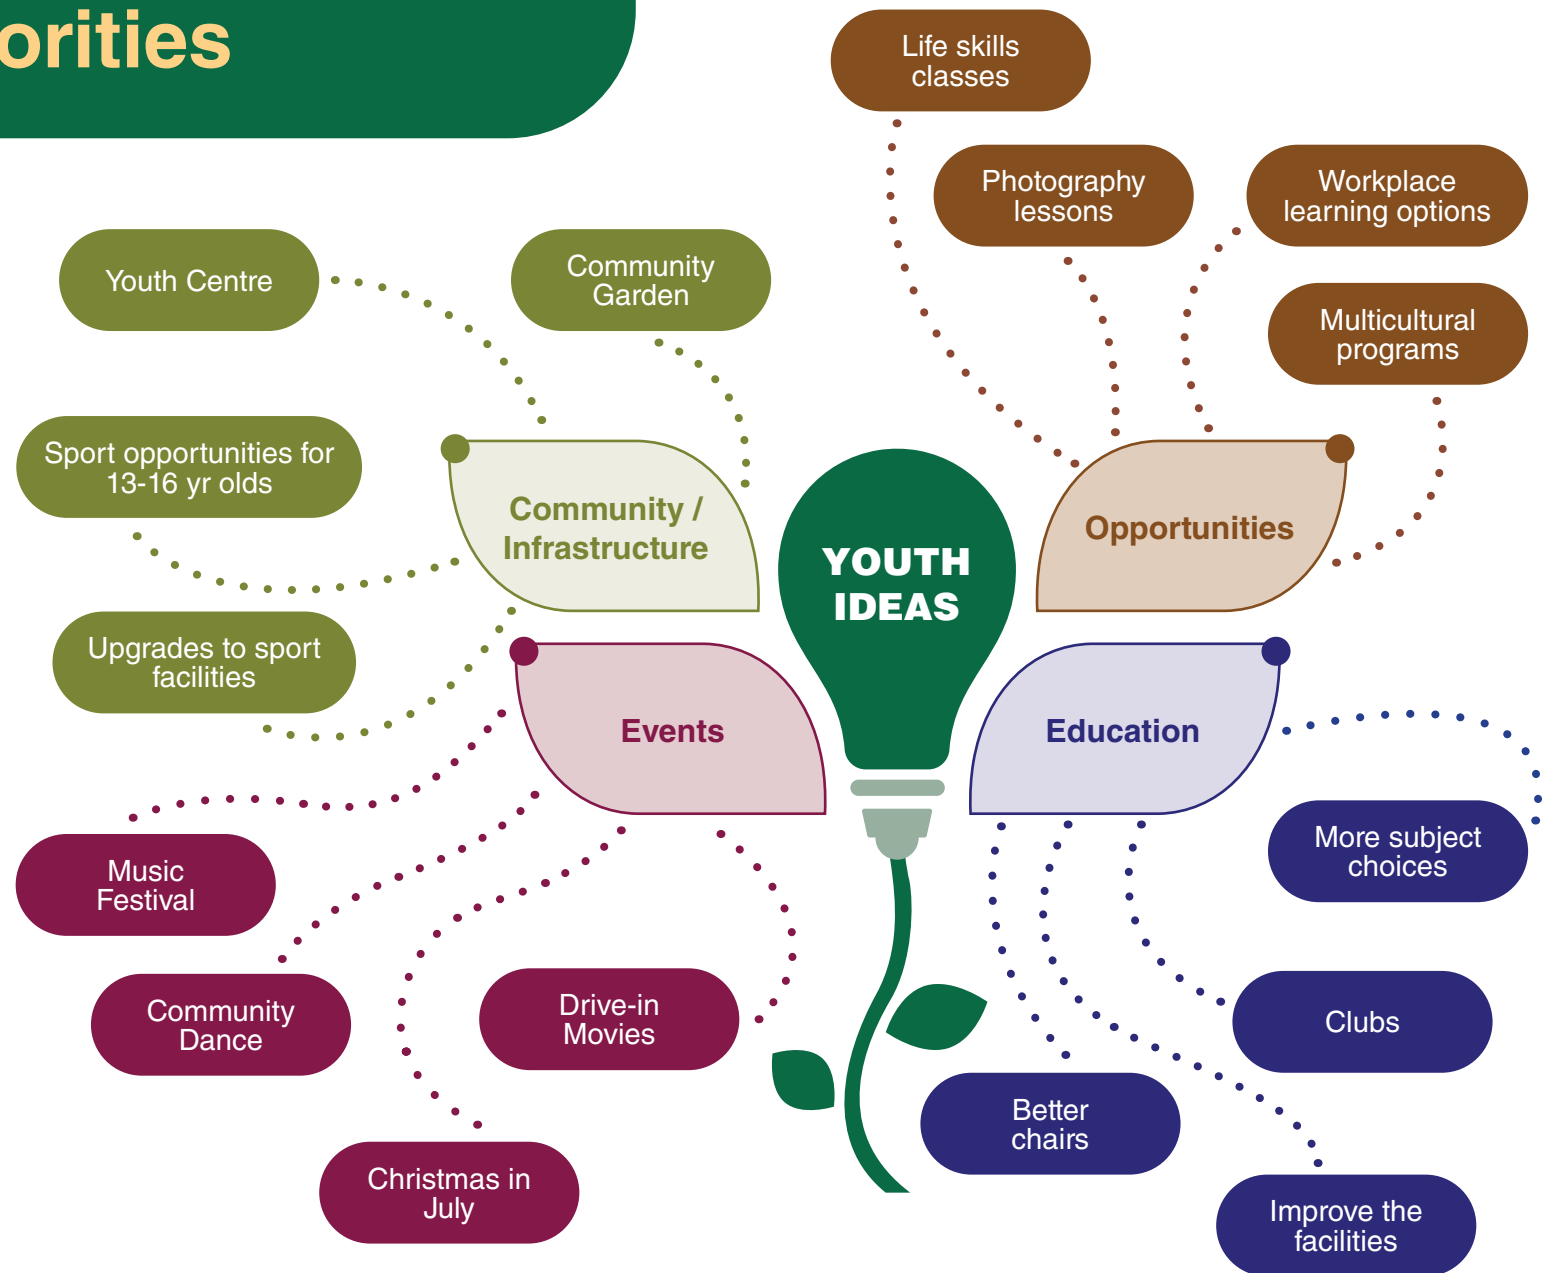 orities
Life skills
classes
Photography
lessons
Workplace
learning options
Multicultural
programs
Youth Centre
Community
Garden
Sport opportunities for
13-16 yr olds
Upgrades to sport
facilities
Community /
Infrastructure
Opportunities
YOUTH
IDEAS
Events
Education
Music
Festival
Community
Dance
Drive-in
Movies
Christmas in
July
More subject
choices
Clubs
Better
chairs
Improve the
facilities